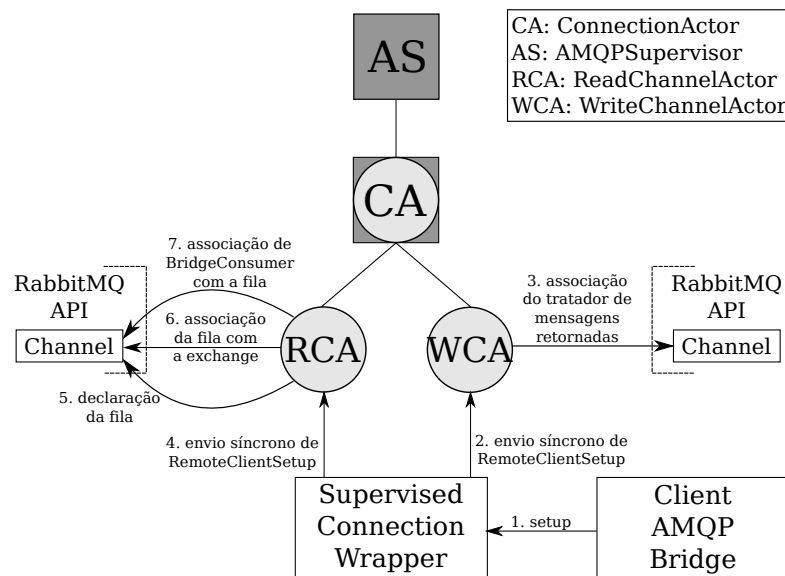 AS
CA: ConnectionActor
AS: AMQPSupervisor
RCA: ReadChannelActor
WCA: WriteChannelActor
CA
7. associação de
BridgeConsumer
com a fila
RabbitMQ
API
Channel
6. associação
da fila com
a exchange
5. declaração
da fila
RCA
WCA
3. associação
do tratador de
mensagens
retornadas
RabbitMQ
API
Channel
4. envio síncrono de
RemoteClientSetup
2. envio síncrono de
RemoteClientSetup
Supervised
Connection
Wrapper
1. setup
Client
AMQP
Bridge